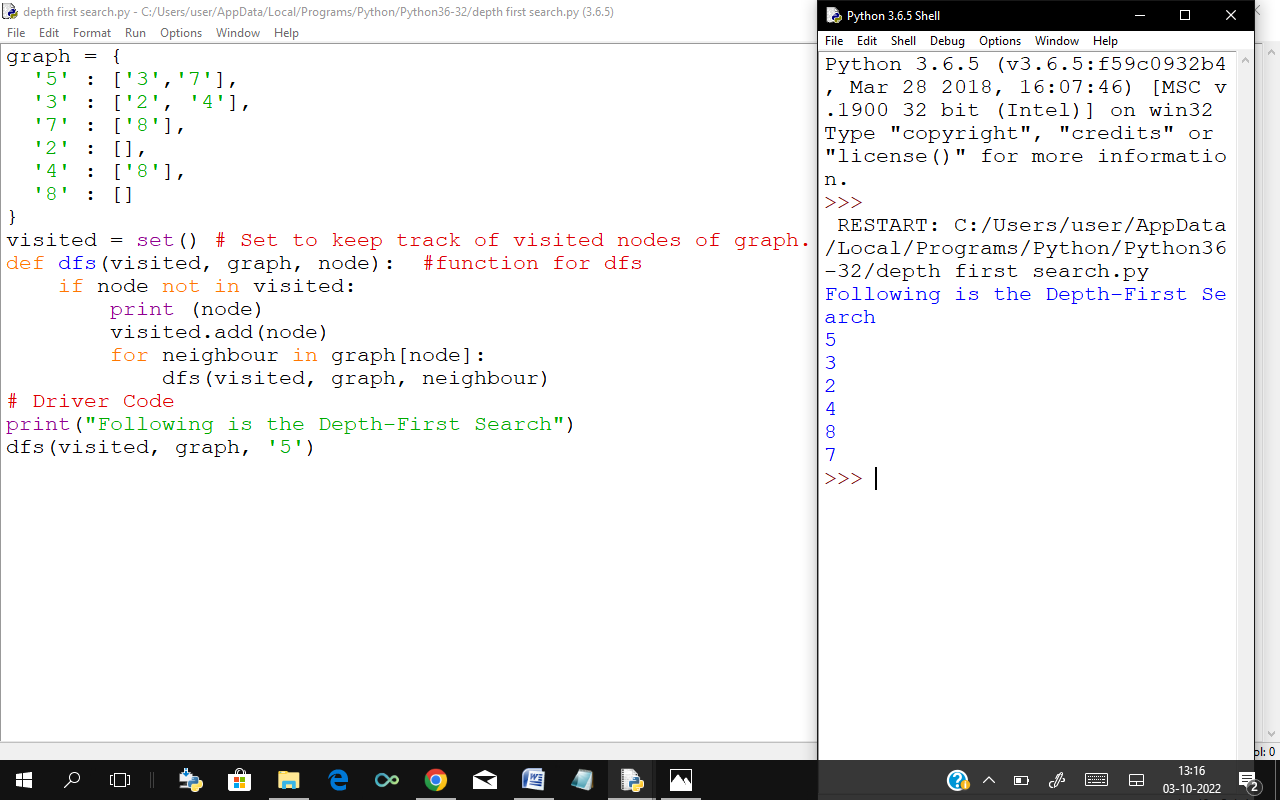 depth first search.py - C:/Users/user/AppData/Local/Programs/Python/Python36-32/depth first search.py (3.6.5)
File Edit Format Run Options Window Help
graph = {
  '5' : ['3','7'],
  '3' : ['2', '4'],
  '7' : ['8'],
  '2' : [],
  '4' : ['8'],
  '8' : []
}
visited = set() # Set to keep track of visited nodes of graph.
def dfs(visited, graph, node):  #function for dfs
    if node not in visited:
        print (node)
        visited.add(node)
        for neighbour in graph[node]:
            dfs(visited, graph, neighbour)
# Driver Code
print("Following is the Depth-First Search")
dfs(visited, graph, '5')
Python 3.6.5 Shell
File Edit Shell Debug Options Window Help
Python 3.6.5 (v3.6.5:f59c0932b4
, Mar 28 2018, 16:07:46) [MSC v
.1900 32 bit (Intel)] on win32
Type "copyright", "credits" or
"license()" for more informatio
n.
>>>
 RESTART: C:/Users/user/AppData
/Local/Programs/Python/Python36
-32/depth first search.py
Following is the Depth-First Se
arch
5
3
2
4
8
7
>>>
ol: 0
13:16
03-10-2022
2